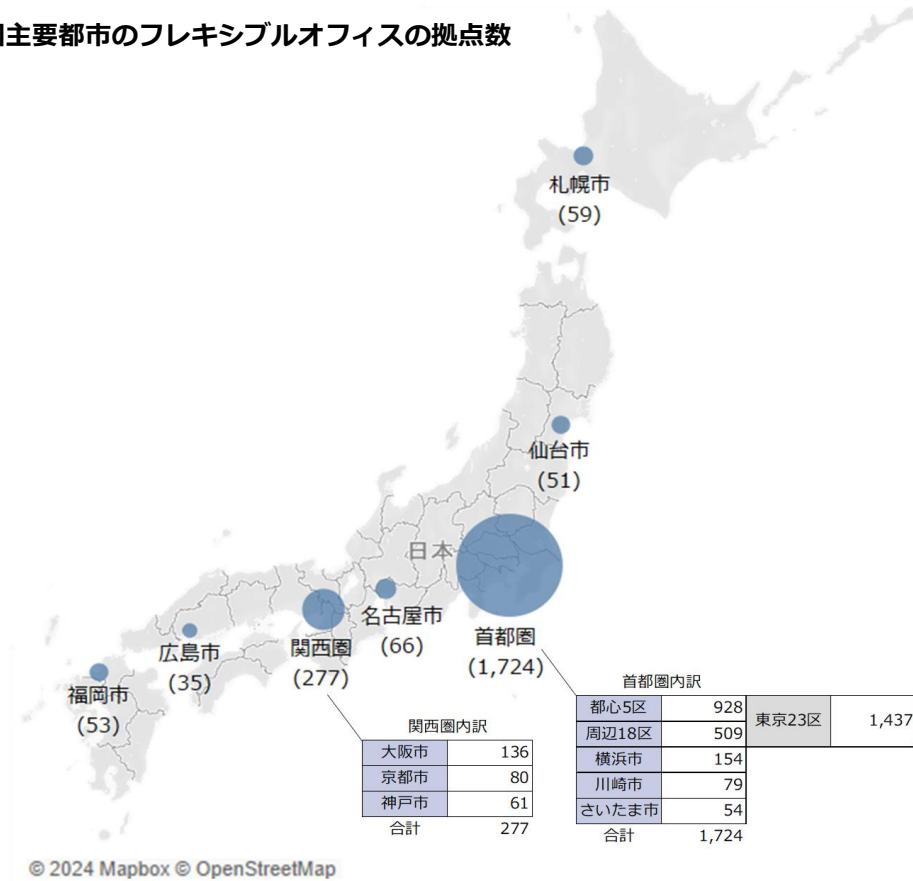 主要都市のフレキシブルオフィスの拠点数
札幌市
(59)
仙台市
(51)
日本
首都圏
(1,724)
名古屋市
(66)
関西圏
(277)
広島市
(35)
福岡市
(53)
関西圏内訳
大阪市 136
京都市 80
神戸市 61
合計 277
首都圏内訳
都心5区 928
周辺18区 509
東京23区 1,437
横浜市 154
川崎市 79
さいたま市 54
合計 1,724
© 2024 Mapbox © OpenStreetMap